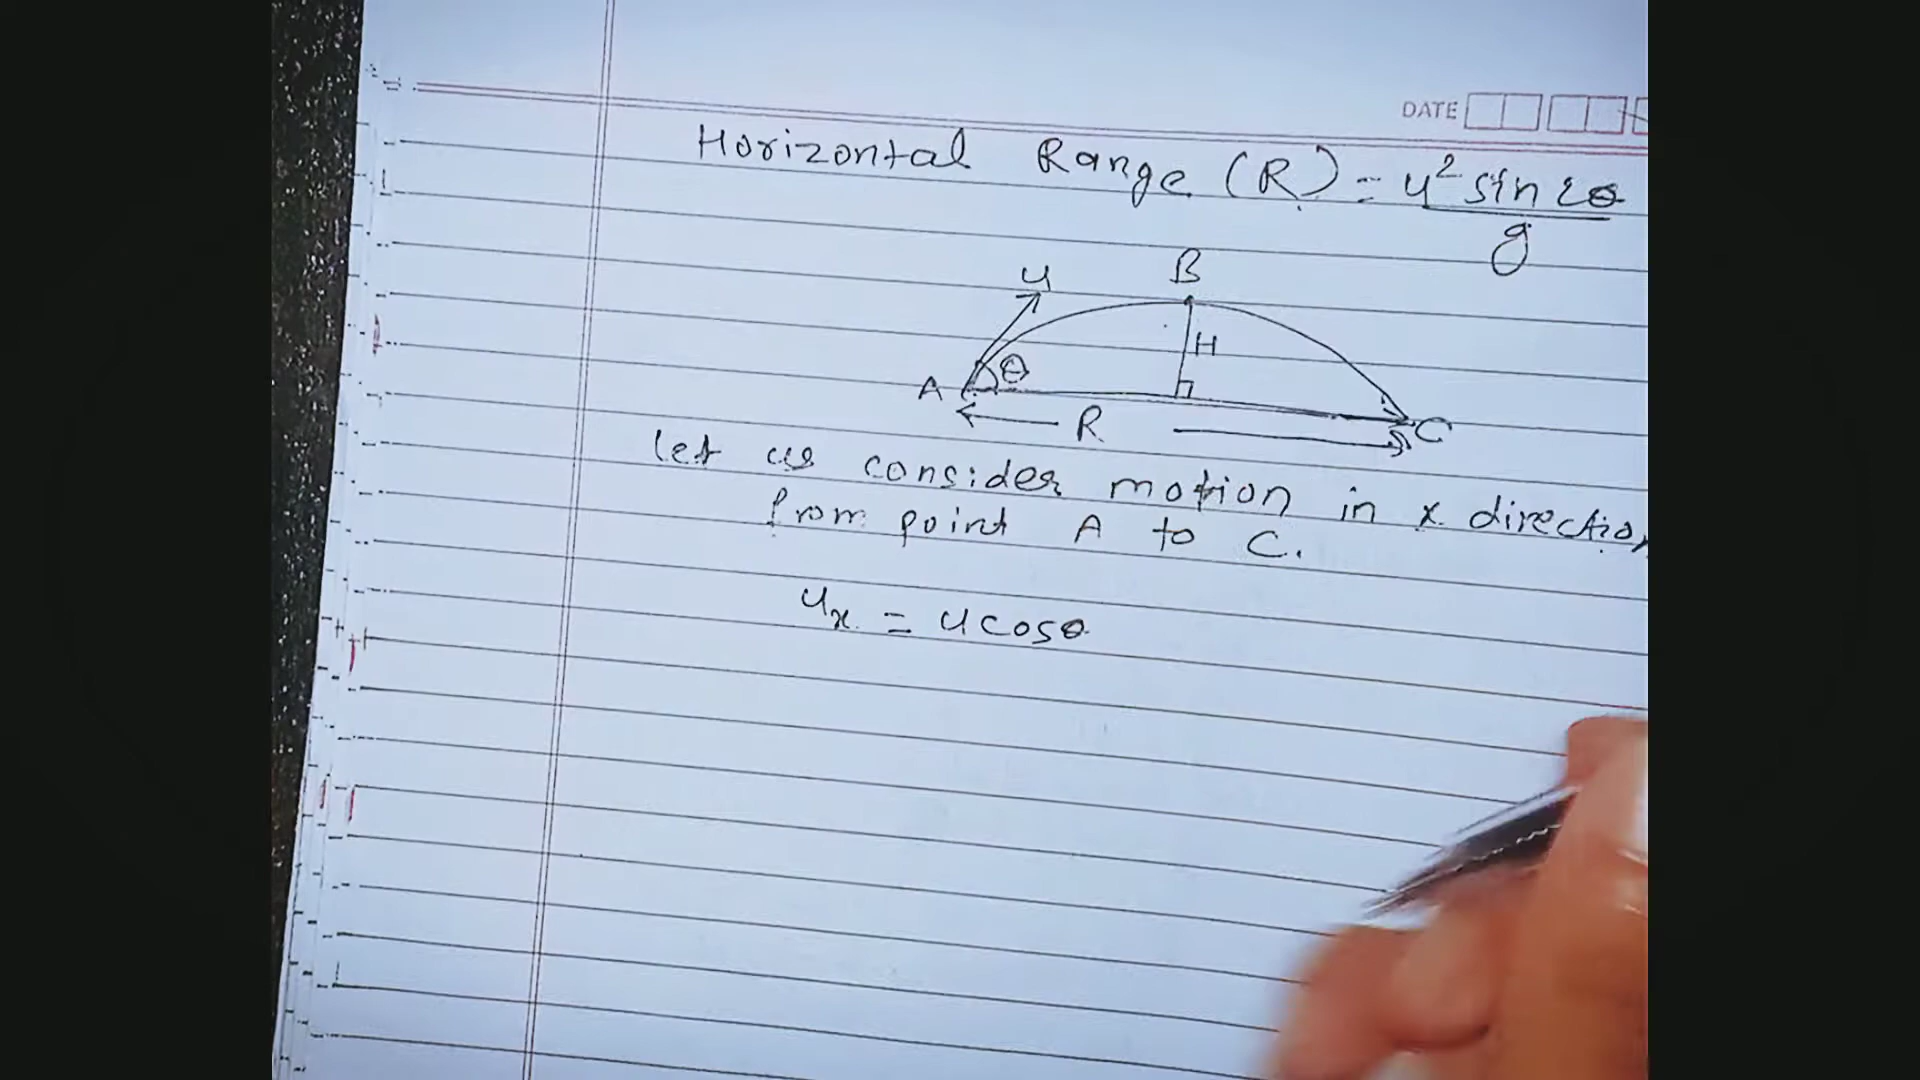 DATE
Horizontal Range (R) = u² sin 2θ / g
u B
H
A θ
R C
let us consider motion in x direction
from point A to C.
uₓ = u cosθ